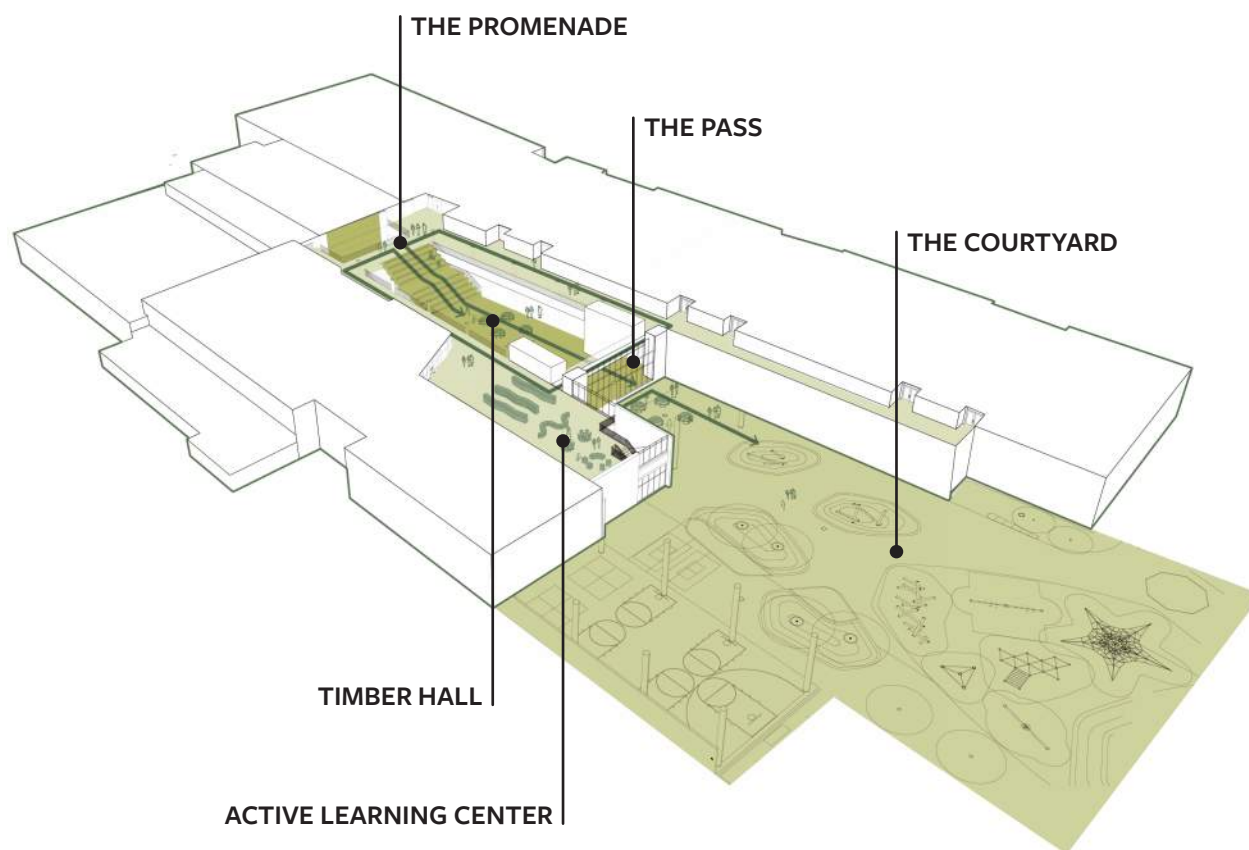 THE PROMENADE
THE PASS
THE COURTYARD
TIMBER HALL
ACTIVE LEARNING CENTER